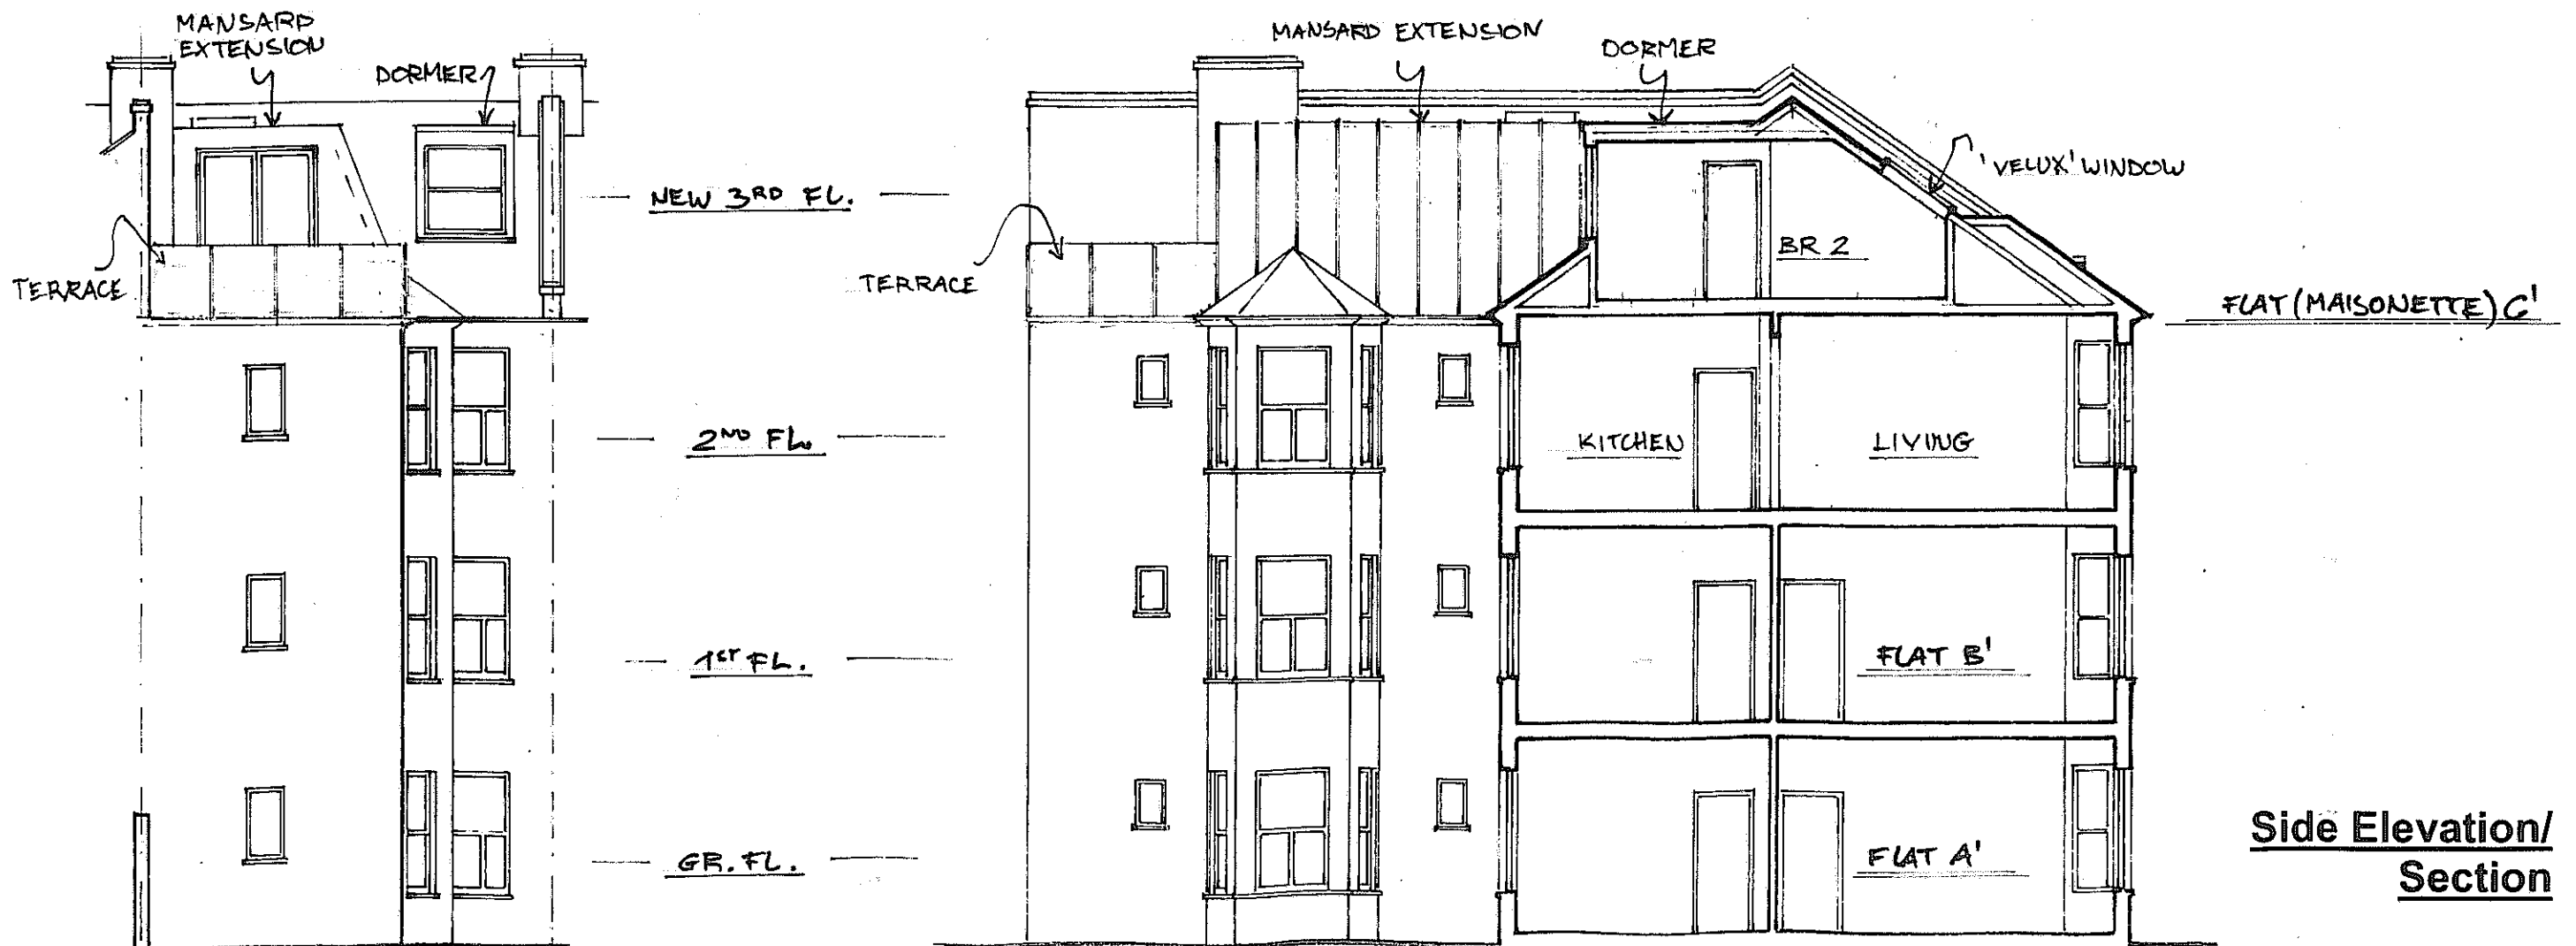 MANSARD
EXTENSION
DORMER
TERRACE
NEW 3RD FL.
2ND FL.
1ST FL.
GR. FL.
MANSARD EXTENSION
DORMER
'VELUX' WINDOW
TERRACE
BR 2
FLAT (MAISONETTE) C'
KITCHEN
LIVING
FLAT B'
FLAT A'
Side Elevation/
Section